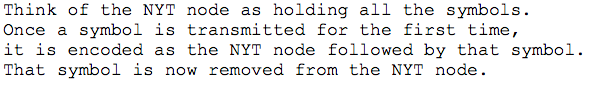 Think of the NYT node as holding all the symbols.
Once a symbol is transmitted for the first time,
it is encoded as the NYT node followed by that symbol.
That symbol is now removed from the NYT node.